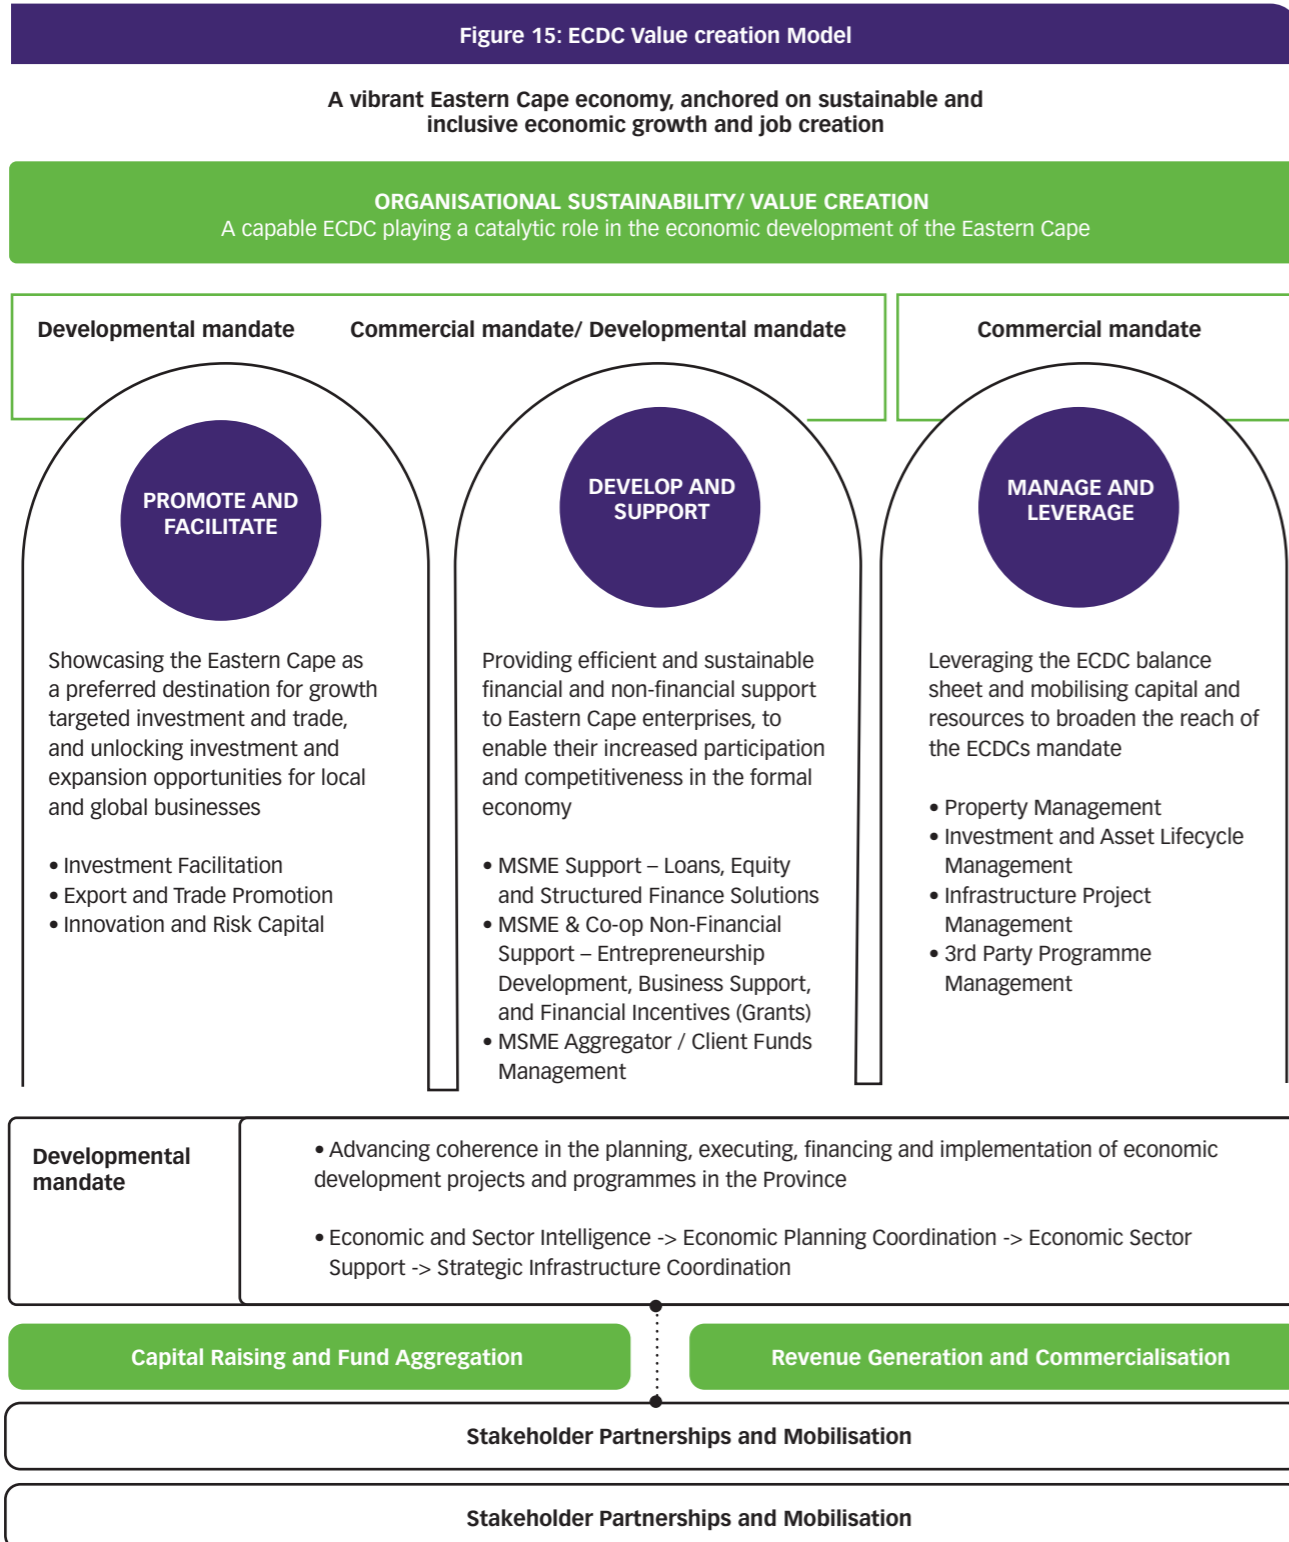 Figure 15: ECDC Value creation Model
A vibrant Eastern Cape economy, anchored on sustainable and
inclusive economic growth and job creation
ORGANISATIONAL SUSTAINABILITY/ VALUE CREATION
A capable ECDC playing a catalytic role in the economic development of the Eastern Cape
Developmental mandate
Commercial mandate/ Developmental mandate
Commercial mandate
PROMOTE AND
FACILITATE
Showcasing the Eastern Cape as
a preferred destination for growth
targeted investment and trade,
and unlocking investment and
expansion opportunities for local
and global businesses
• Investment Facilitation
• Export and Trade Promotion
• Innovation and Risk Capital
DEVELOP AND
SUPPORT
Providing efficient and sustainable
financial and non-financial support
to Eastern Cape enterprises, to
enable their increased participation
and competitiveness in the formal
economy
• MSME Support – Loans, Equity
and Structured Finance Solutions
• MSME & Co-op Non-Financial
Support – Entrepreneurship
Development, Business Support,
and Financial Incentives (Grants)
• MSME Aggregator / Client Funds
Management
MANAGE AND
LEVERAGE
Leveraging the ECDC balance
sheet and mobilising capital and
resources to broaden the reach of
the ECDCs mandate
• Property Management
• Investment and Asset Lifecycle
Management
• Infrastructure Project
Management
• 3rd Party Programme
Management
Developmental
mandate
• Advancing coherence in the planning, executing, financing and implementation of economic
development projects and programmes in the Province
• Economic and Sector Intelligence -> Economic Planning Coordination -> Economic Sector
Support -> Strategic Infrastructure Coordination
Capital Raising and Fund Aggregation
Revenue Generation and Commercialisation
Stakeholder Partnerships and Mobilisation
Stakeholder Partnerships and Mobilisation